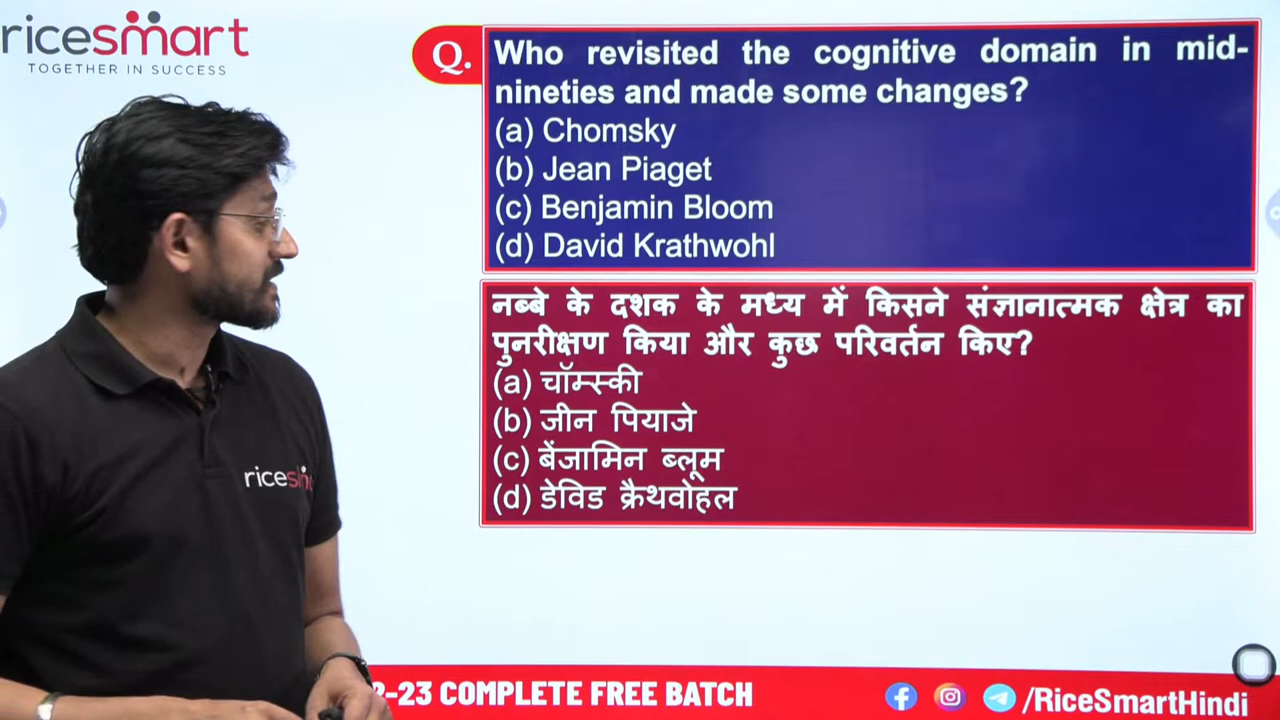 ricesmart
TOGETHER IN SUCCESS
Q.
Who revisited the cognitive domain in mid-
nineties and made some changes?
(a) Chomsky
(b) Jean Piaget
(c) Benjamin Bloom
(d) David Krathwohl
नब्बे के दशक के मध्य में किसने संज्ञानात्मक क्षेत्र का
पुनरीक्षण किया और कुछ परिवर्तन किए?
(a) चॉम्स्की
(b) जीन पियाजे
(c) बेंजामिन ब्लूम
(d) डेविड क्रैथवोहल
ricesm
2-23 COMPLETE FREE BATCH
/RiceSmartHindi